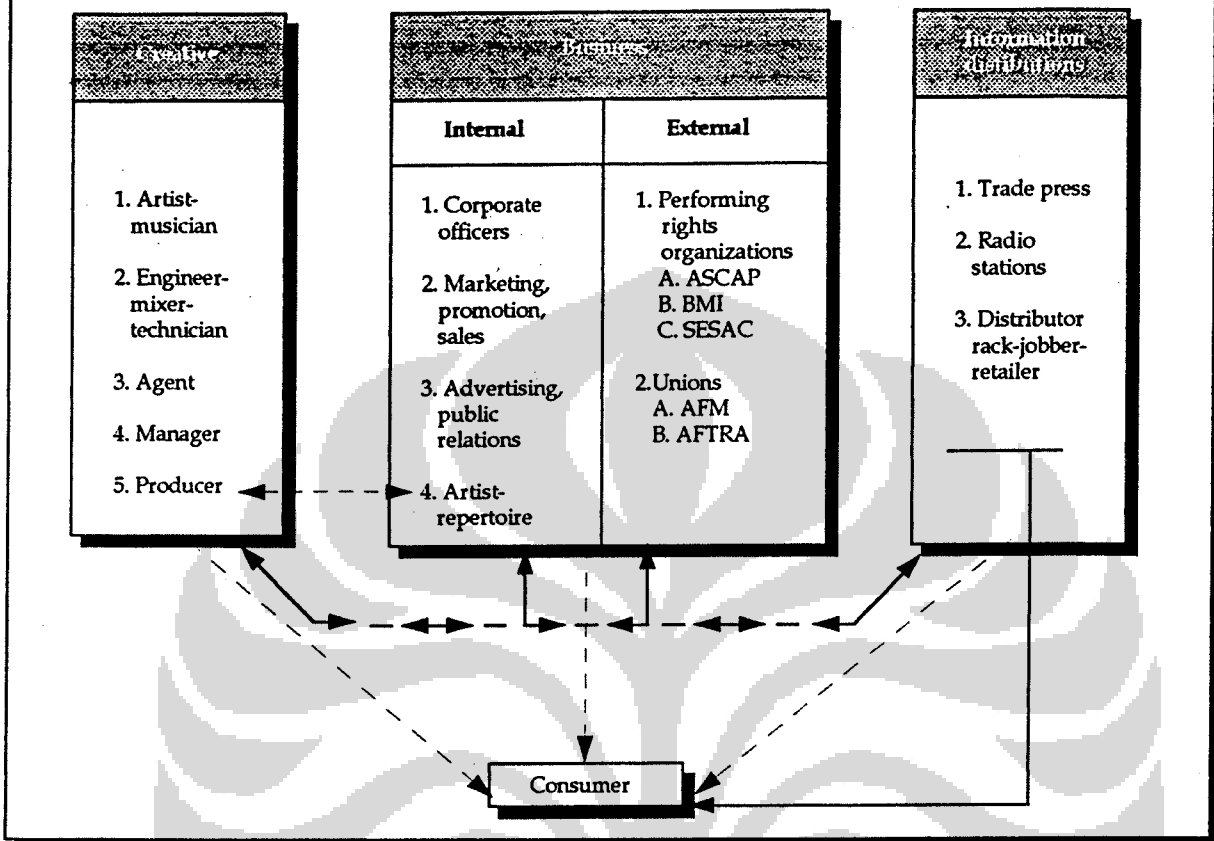 Creative
1. Artist-
musician
2. Engineer-
mixer-
technician
3. Agent
4. Manager
5. Producer
Business
Internal
1. Corporate
officers
2. Marketing,
promotion,
sales
3. Advertising,
public
relations
4. Artist-
repertoire
External
1. Performing
rights
organizations
A. ASCAP
B. BMI
C. SESAC
2. Unions
A. AFM
B. AFTRA
Information
distributions
1. Trade press
2. Radio
stations
3. Distributor
rack-jobber-
retailer
Consumer